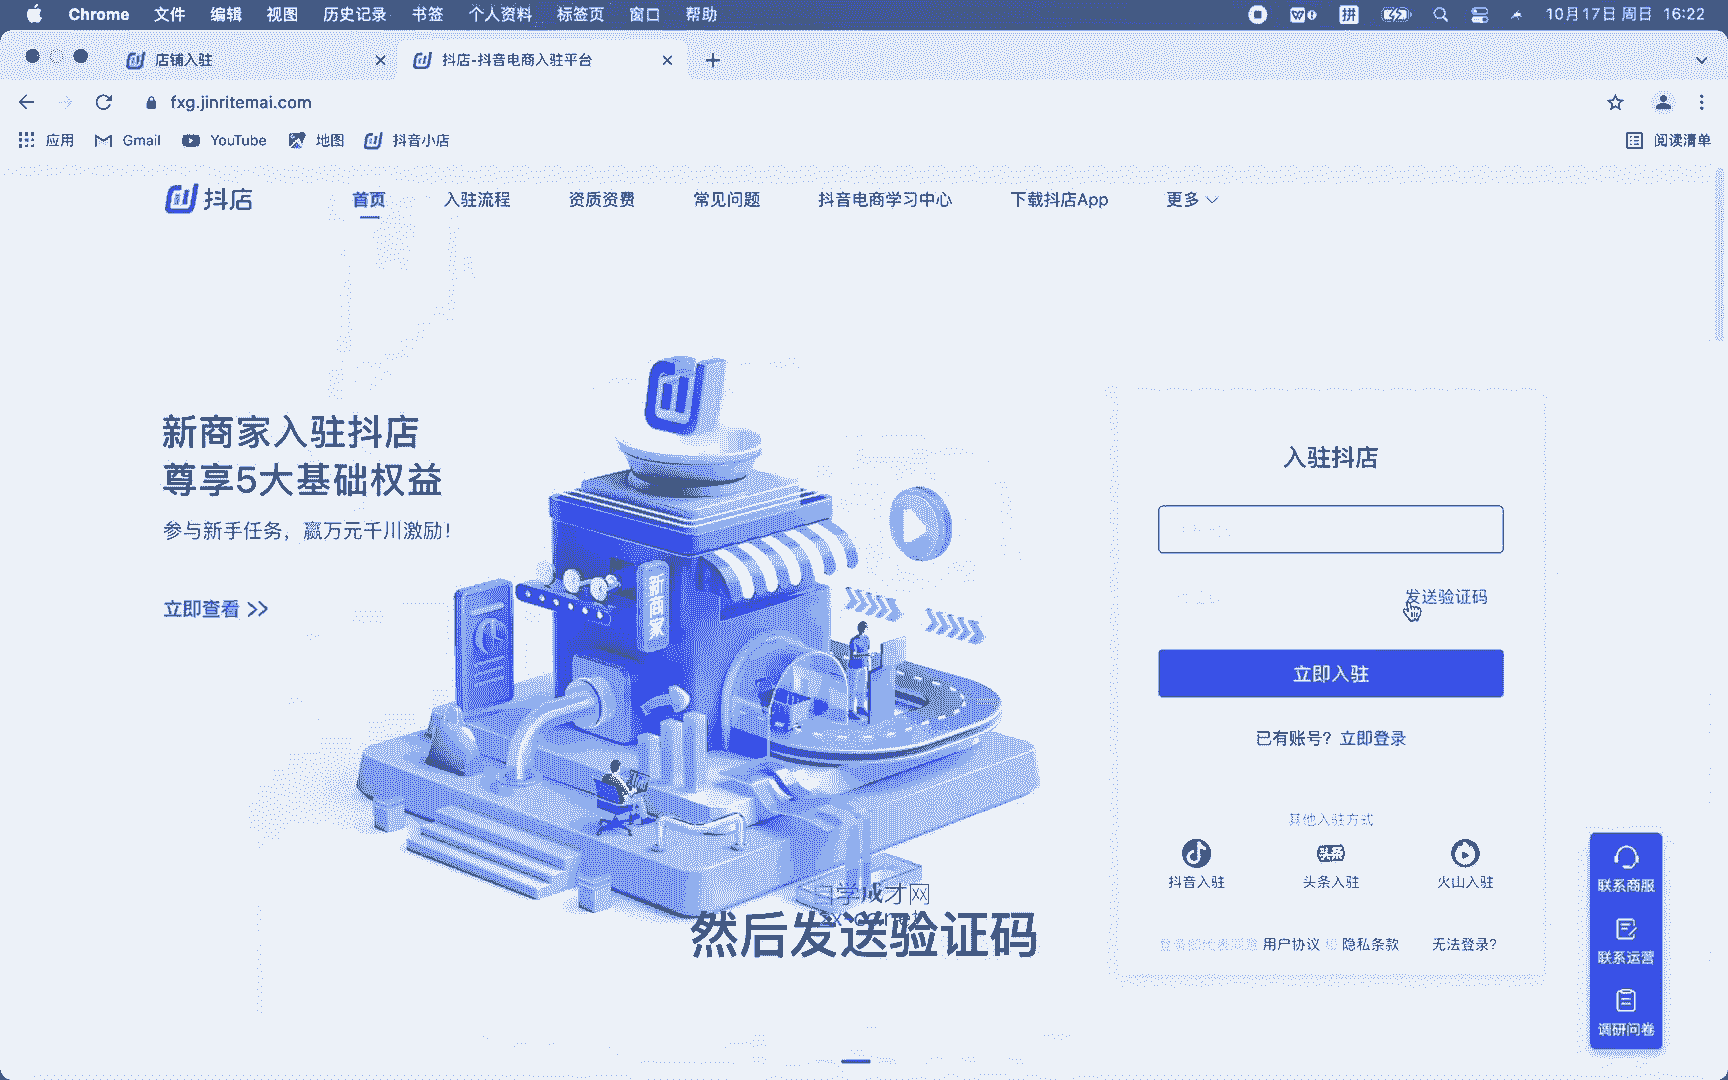 Chrome 文件 编辑 视图 历史记录 书签 个人资料 标签页 窗口 帮助 拼 10月17日 周日 16:22
店铺入驻 抖店-抖音电商入驻平台
fxg.jinritemai.com
应用 Gmail YouTube 地图 抖音小店 阅读清单
抖店 首页 入驻流程 资质资费 常见问题 抖音电商学习中心 下载抖店App 更多
新商家入驻抖店
尊享5大基础权益
参与新手任务，赢万元千川激励！
立即查看 >>
新商家
入驻抖店
发送验证码
立即入驻
已有账号？立即登录
其他入驻方式
头条
抖音入驻 头条入驻 火山入驻
用户协议 隐私条款 无法登录?
联系商服
联系运营
调研问卷
自学成才网
然后发送验证码